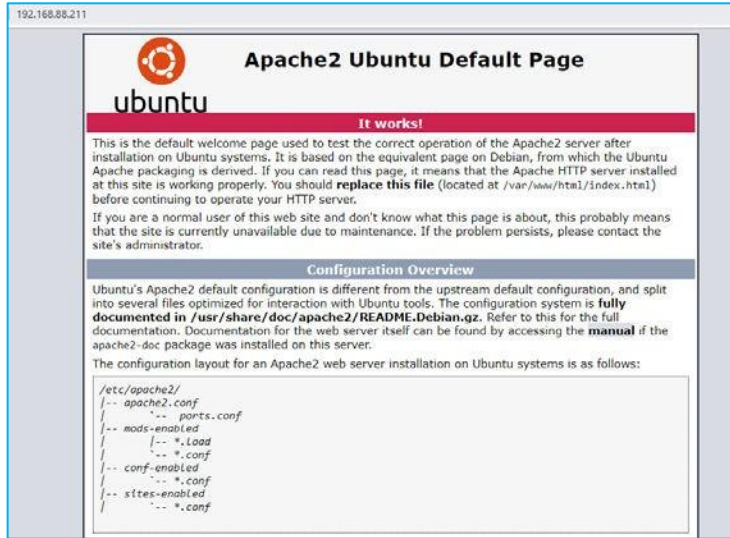 192.168.88.211
Apache2 Ubuntu Default Page
ubuntu
It works!
This is the default welcome page used to test the correct operation of the Apache2 server after
installation on Ubuntu systems. It is based on the equivalent page on Debian, from which the Ubuntu
Apache packaging is derived. If you can read this page, it means that the Apache HTTP server installed
at this site is working properly. You should replace this file (located at /var/www/html/index.html)
before continuing to operate your HTTP server.
If you are a normal user of this web site and don't know what this page is about, this probably means
that the site is currently unavailable due to maintenance. If the problem persists, please contact the
site's administrator.
Configuration Overview
Ubuntu's Apache2 default configuration is different from the upstream default configuration, and split
into several files optimized for interaction with Ubuntu tools. The configuration system is fully
documented in /usr/share/doc/apache2/README.Debian.gz. Refer to this for the full
documentation. Documentation for the web server itself can be found by accessing the manual if the
apache2-doc package was installed on this server.
The configuration layout for an Apache2 web server installation on Ubuntu systems is as follows:
/etc/apache2/
|-- apache2.conf
|       `--  ports.conf
|-- mods-enabled
|       |-- *.load
|       `-- *.conf
|-- conf-enabled
|       `-- *.conf
|-- sites-enabled
|       `-- *.conf